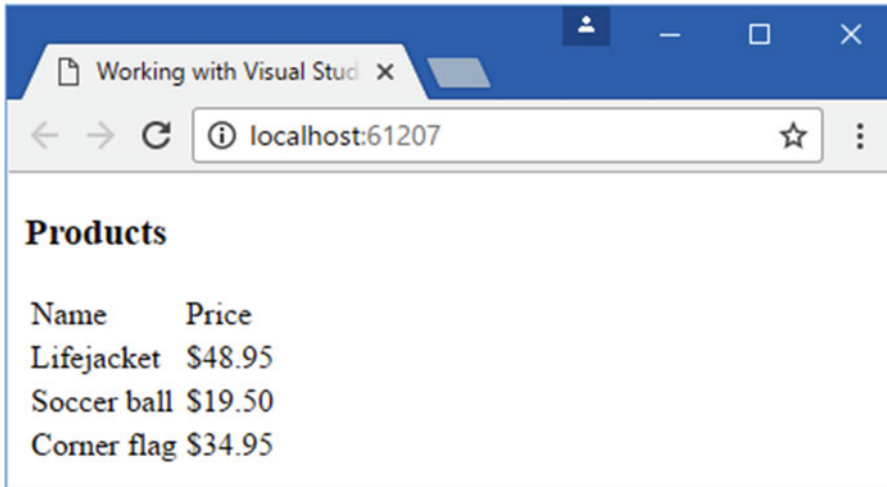 Working with Visual Stud
localhost:61207
Products
Name Price
Lifejacket $48.95
Soccer ball $19.50
Corner flag $34.95